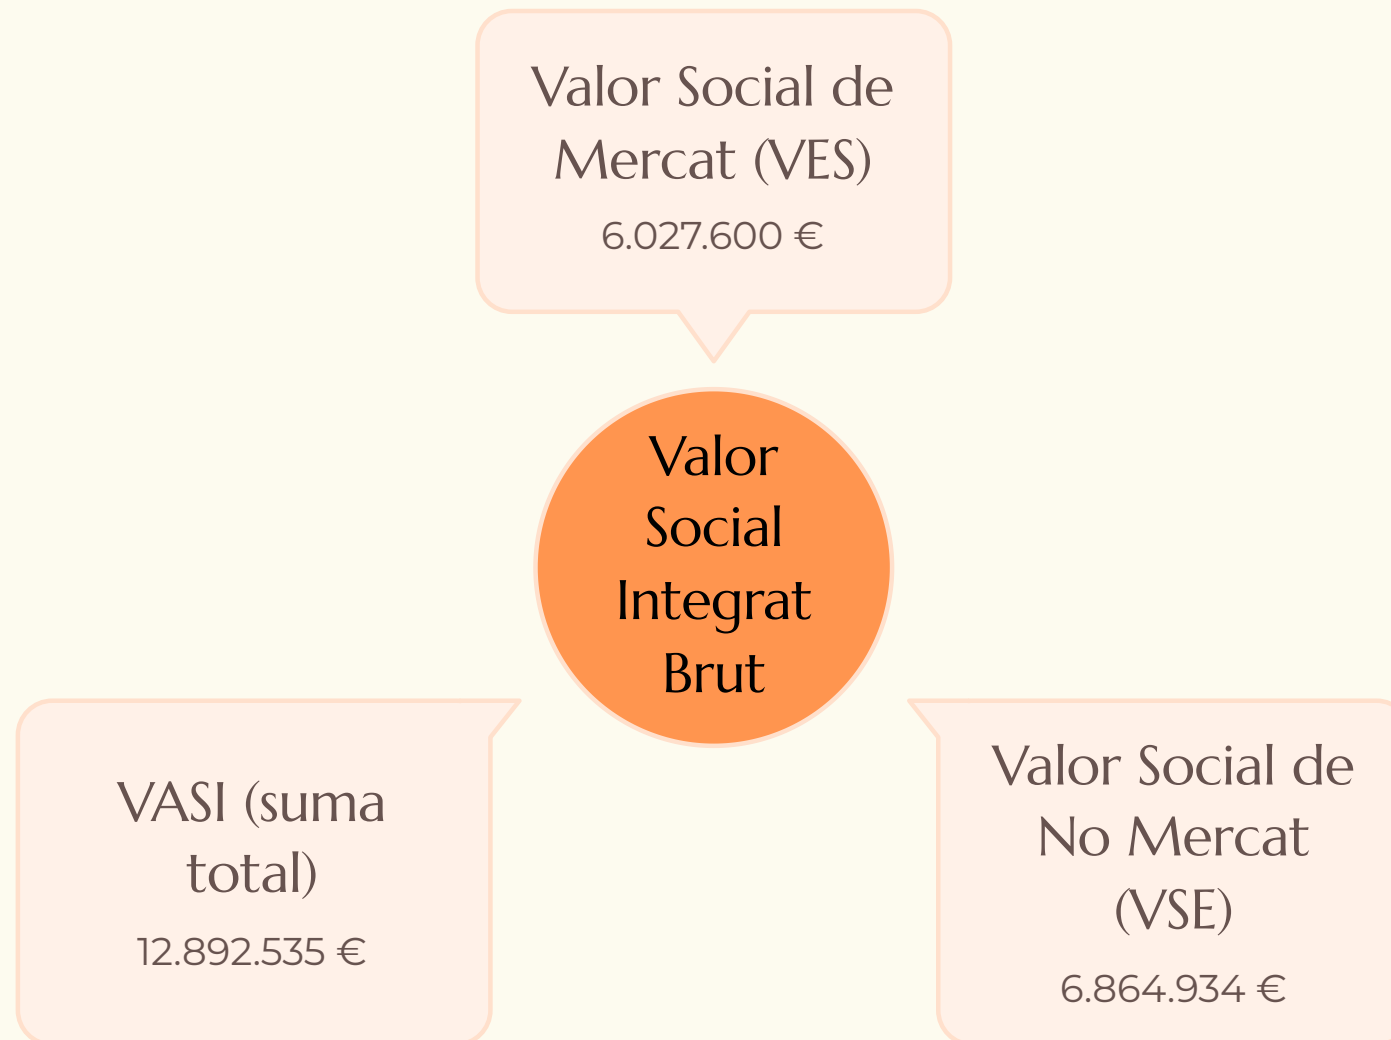 Valor Social de
Mercat (VES)
6.027.600 €
Valor
Social
Integrat
Brut
VASI (suma
total)
12.892.535 €
Valor Social de
No Mercat
(VSE)
6.864.934 €